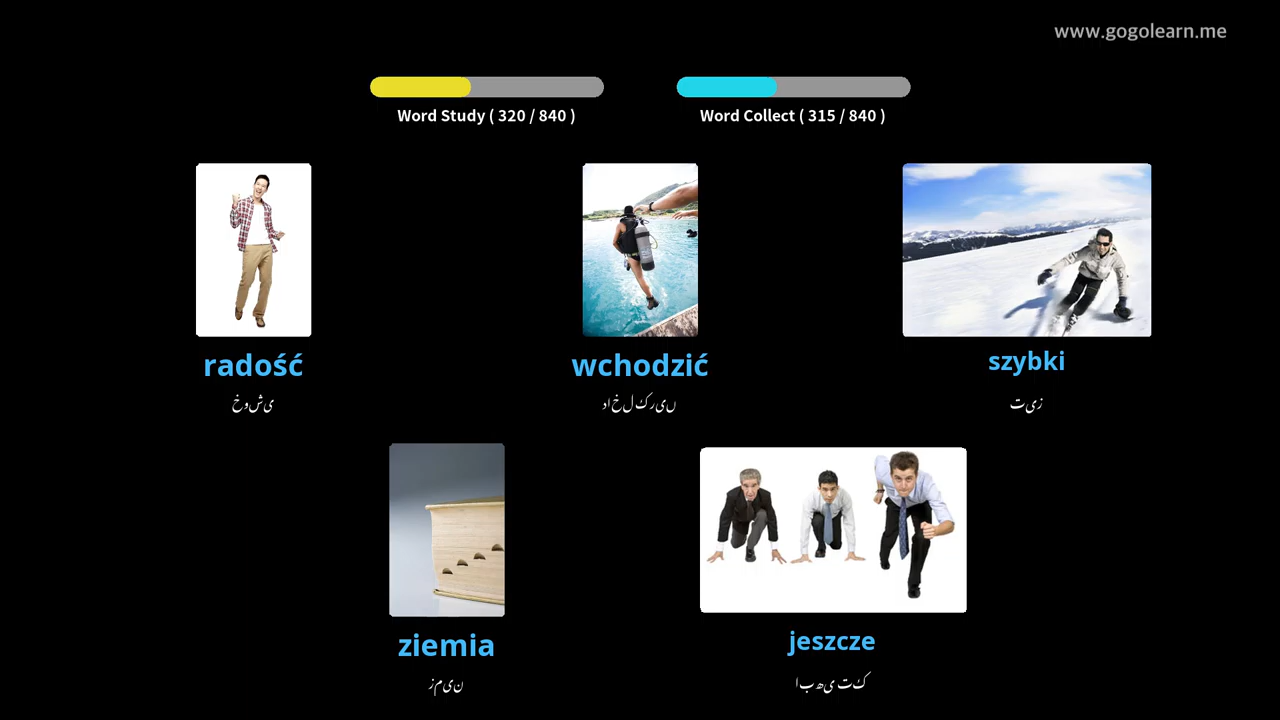 www.gogolearn.me
Word Study ( 320 / 840 )
Word Collect ( 315 / 840 )
radość
خوشی
wchodzić
داخل کریں
szybki
تیز
ziemia
زمین
jeszcze
ابھی تک